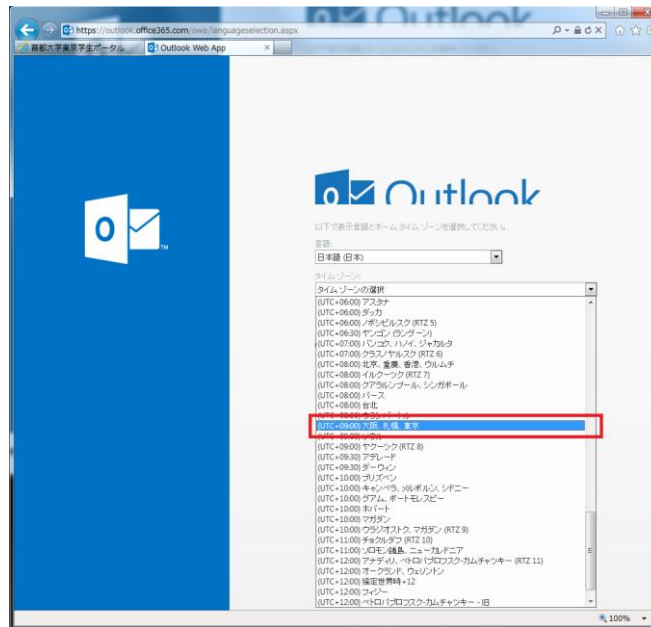 https://outlook.office365.com/owa/languageselection.aspx
首都大学東京学生ポータル
Outlook Web App
Outlook
以下で表示言語とホーム タイム ゾーンを選択してください。
言語:
日本語 (日本)
タイム ゾーン:
タイム ゾーンの選択
(UTC+06:00) アスタナ
(UTC+06:00) ダッカ
(UTC+06:00) ノボシビルスク (RTZ 5)
(UTC+06:30) ヤンゴン (ラングーン)
(UTC+07:00) バンコク、ハノイ、ジャカルタ
(UTC+07:00) クラスノヤルスク (RTZ 6)
(UTC+08:00) 北京、重慶、香港、ウルムチ
(UTC+08:00) イルクーツク (RTZ 7)
(UTC+08:00) クアラルンプール、シンガポール
(UTC+08:00) パース
(UTC+08:00) 台北
(UTC+08:00) ウランバートル
(UTC+09:00) 大阪、札幌、東京
(UTC+09:00) ソウル
(UTC+09:00) ヤクーツク (RTZ 8)
(UTC+09:30) アデレード
(UTC+09:30) ダーウィン
(UTC+10:00) ブリズベン
(UTC+10:00) キャンベラ、メルボルン、シドニー
(UTC+10:00) グアム、ポートモレスビー
(UTC+10:00) ホバート
(UTC+10:00) マガダン
(UTC+10:00) ウラジオストク、マガダン (RTZ 9)
(UTC+11:00) チョクルダフ (RTZ 10)
(UTC+11:00) ソロモン諸島、ニューカレドニア
(UTC+12:00) アナディリ、ペトロパブロフスク・カムチャツキー (RTZ 11)
(UTC+12:00) オークランド、ウェリントン
(UTC+12:00) 協定世界時+12
(UTC+12:00) フィジー
(UTC+12:00) ペトロパブロフスク・カムチャツキー - 旧
100%